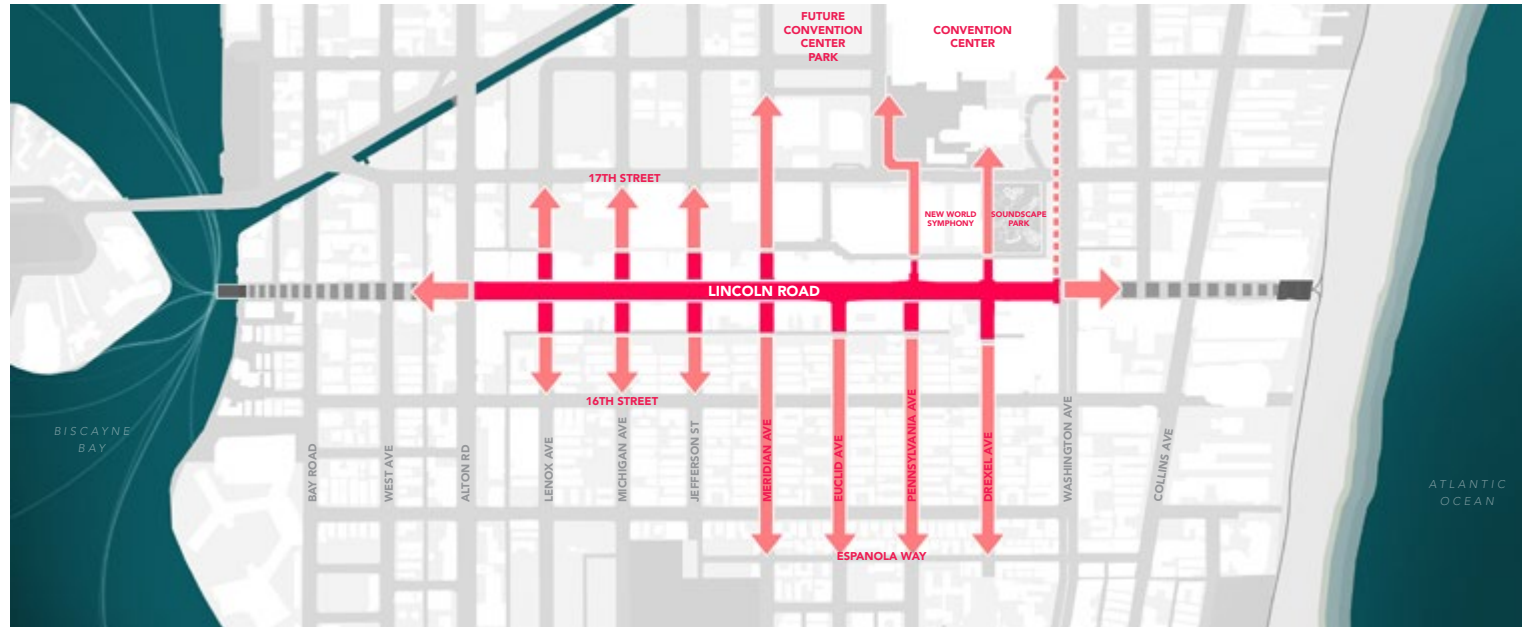 FUTURE
CONVENTION
CENTER
PARK
CONVENTION
CENTER
17TH STREET
NEW WORLD
SYMPHONY
SOUNDSCAPE
PARK
LINCOLN ROAD
16TH STREET
BISCAYNE
BAY
BAY ROAD
WEST AVE
ALTON RD
LENOX AVE
MICHIGAN AVE
JEFFERSON ST
MERIDIAN AVE
EUCLID AVE
PENNSYLVANIA AVE
DREXEL AVE
WASHINGTON AVE
COLLINS AVE
ATLANTIC
OCEAN
ESPANOLA WAY